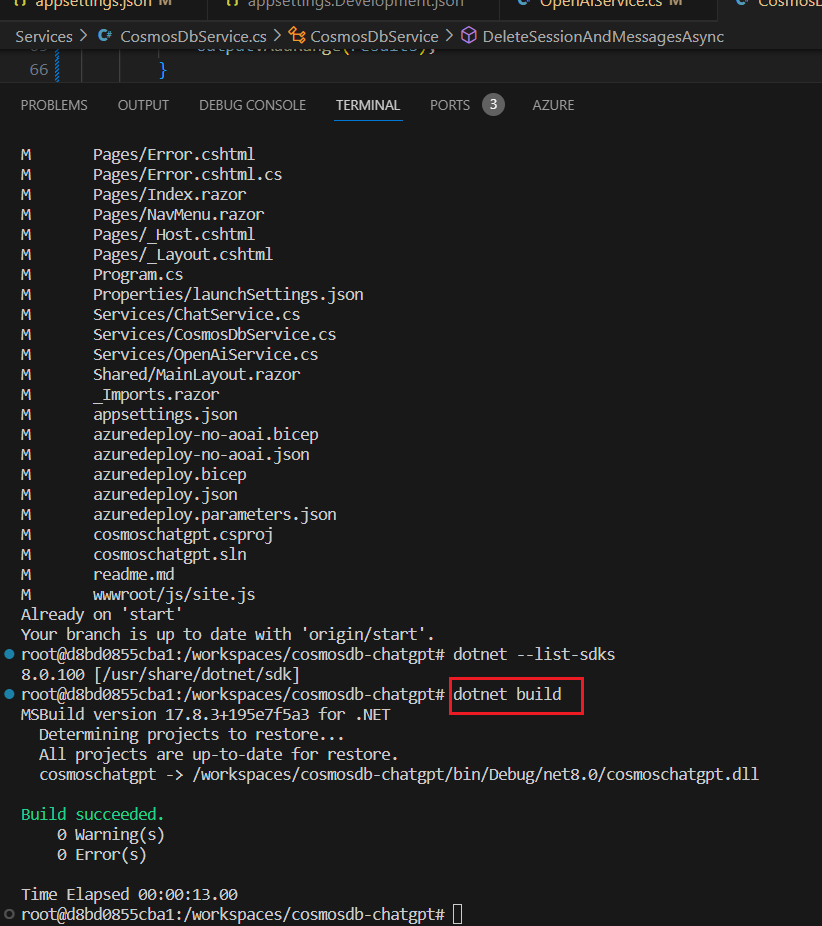 appsettings.json M appsettings.Development.json OpenAiService.cs M CosmosD
Services > CosmosDbService.cs > CosmosDbService > DeleteSessionAndMessagesAsync
66 }
PROBLEMS OUTPUT DEBUG CONSOLE TERMINAL PORTS 3 AZURE
M Pages/Error.cshtml
M Pages/Error.cshtml.cs
M Pages/Index.razor
M Pages/NavMenu.razor
M Pages/_Host.cshtml
M Pages/_Layout.cshtml
M Program.cs
M Properties/launchSettings.json
M Services/ChatService.cs
M Services/CosmosDbService.cs
M Services/OpenAiService.cs
M Shared/MainLayout.razor
M _Imports.razor
M appsettings.json
M azuredeploy-no-aoai.bicep
M azuredeploy-no-aoai.json
M azuredeploy.bicep
M azuredeploy.json
M azuredeploy.parameters.json
M cosmoschatgpt.csproj
M cosmoschatgpt.sln
M readme.md
M wwwroot/js/site.js
Already on 'start'
Your branch is up to date with 'origin/start'.
root@d8bd0855cba1:/workspaces/cosmosdb-chatgpt# dotnet --list-sdks
8.0.100 [/usr/share/dotnet/sdk]
root@d8bd0855cba1:/workspaces/cosmosdb-chatgpt# dotnet build
MSBuild version 17.8.3+195e7f5a3 for .NET
Determining projects to restore...
All projects are up-to-date for restore.
cosmoschatgpt -> /workspaces/cosmosdb-chatgpt/bin/Debug/net8.0/cosmoschatgpt.dll
Build succeeded.
0 Warning(s)
0 Error(s)
Time Elapsed 00:00:13.00
root@d8bd0855cba1:/workspaces/cosmosdb-chatgpt#